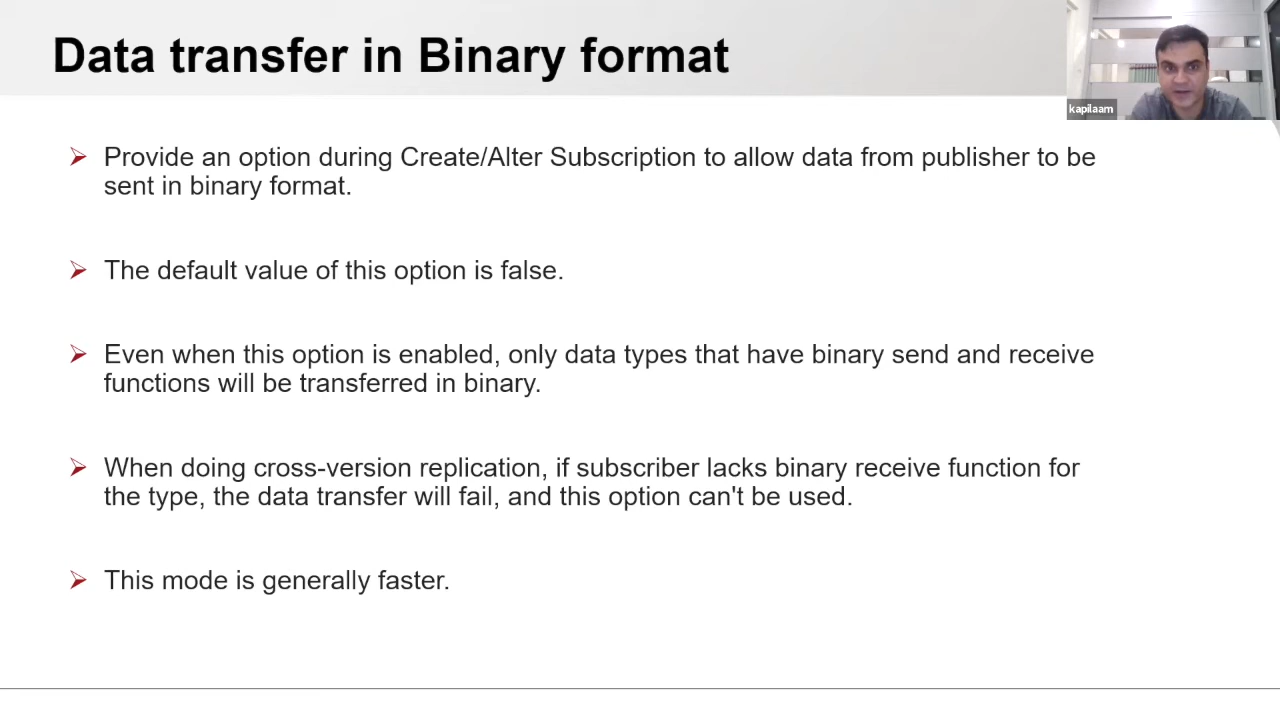 Data transfer in Binary format
kapilaam
Provide an option during Create/Alter Subscription to allow data from publisher to be
sent in binary format.
The default value of this option is false.
Even when this option is enabled, only data types that have binary send and receive
functions will be transferred in binary.
When doing cross-version replication, if subscriber lacks binary receive function for
the type, the data transfer will fail, and this option can't be used.
This mode is generally faster.